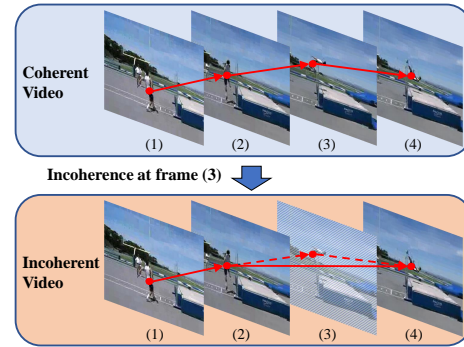 Coherent
Video
(1)
(2)
(3)
(4)
Incoherence at frame (3)
Incoherent
Video
(1)
(2)
(3)
(4)